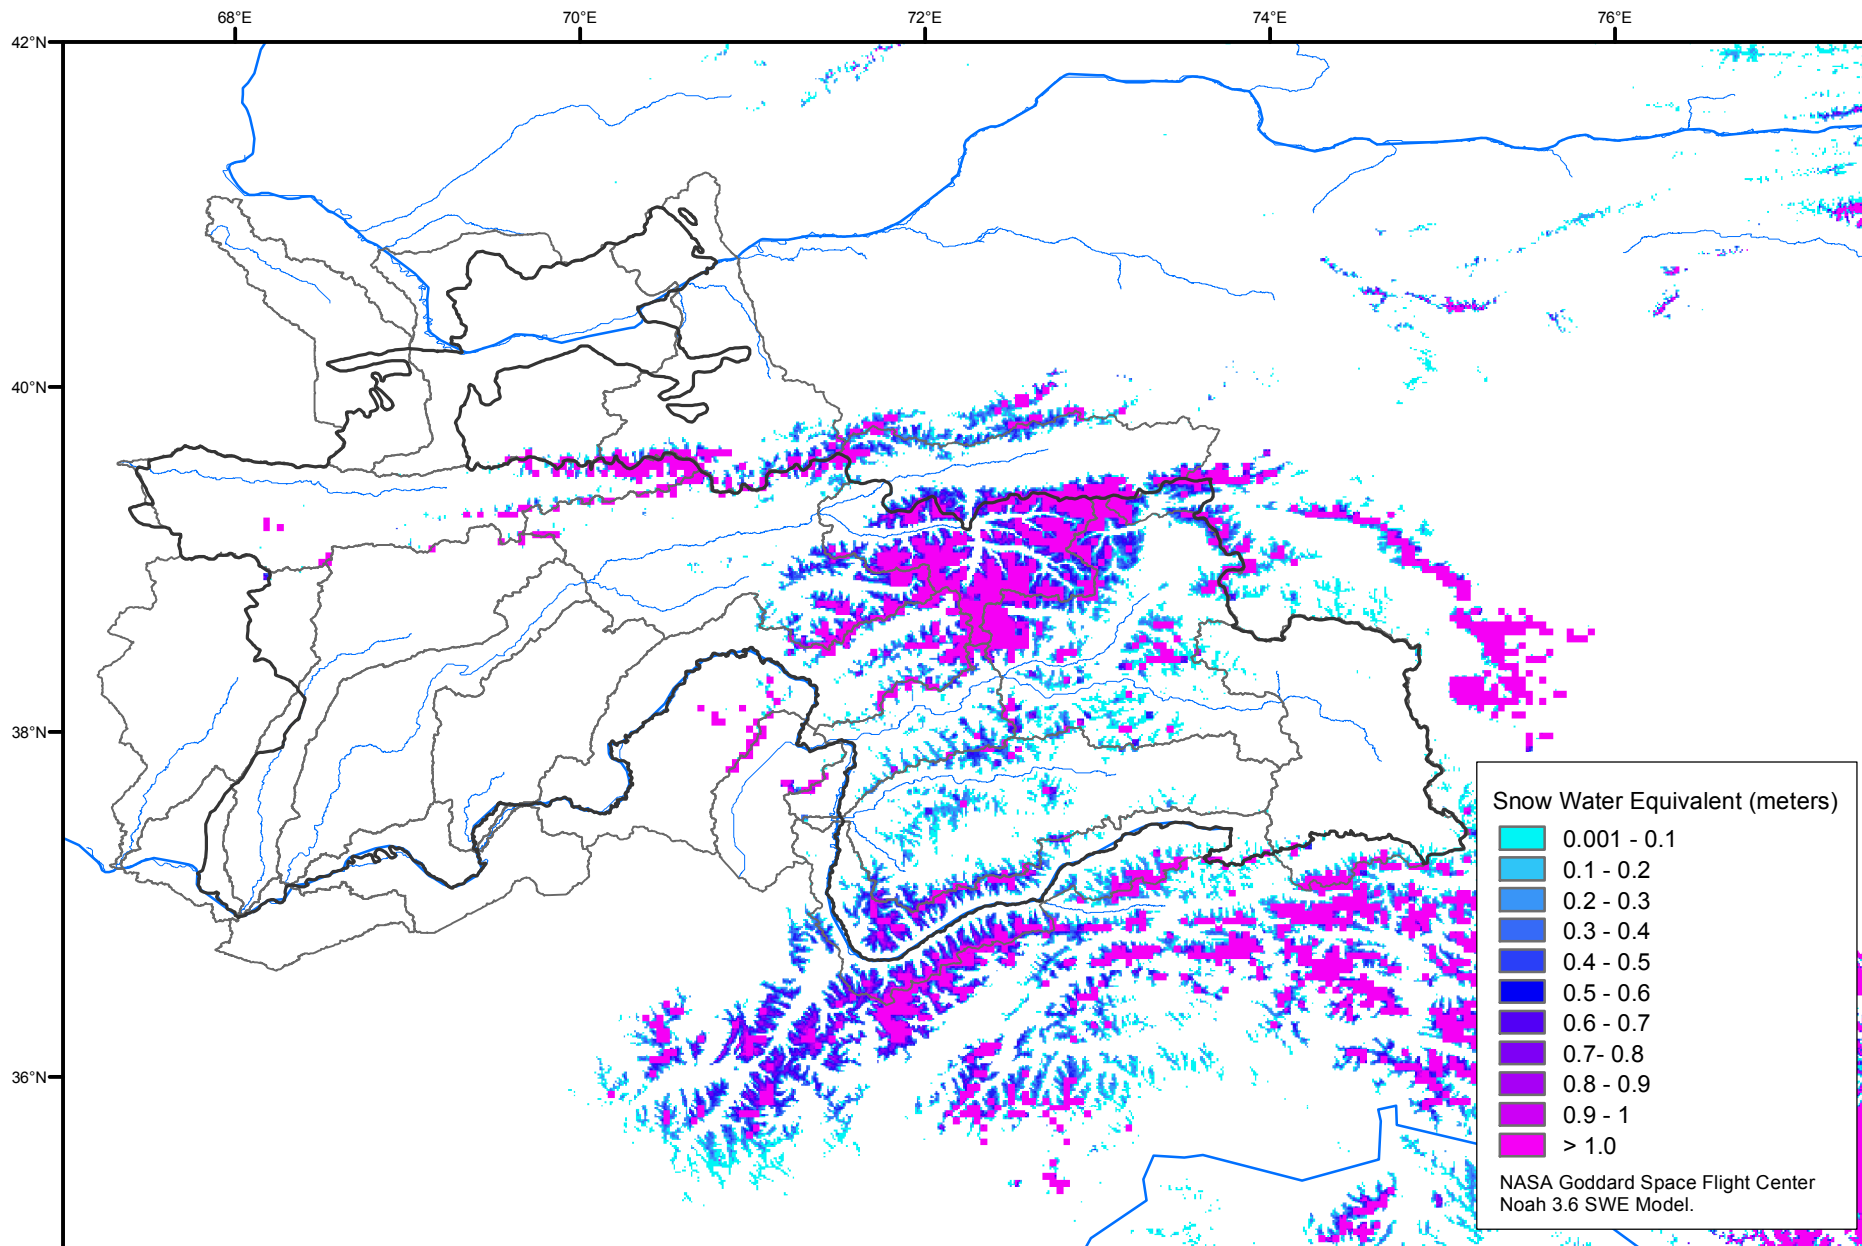 68°E 70°E 72°E 74°E 76°E
42°N
40°N
38°N
36°N
Snow Water Equivalent (meters)
0.001 - 0.1
0.1 - 0.2
0.2 - 0.3
0.3 - 0.4
0.4 - 0.5
0.5 - 0.6
0.6 - 0.7
0.7- 0.8
0.8 - 0.9
0.9 - 1
> 1.0
NASA Goddard Space Flight Center
Noah 3.6 SWE Model.